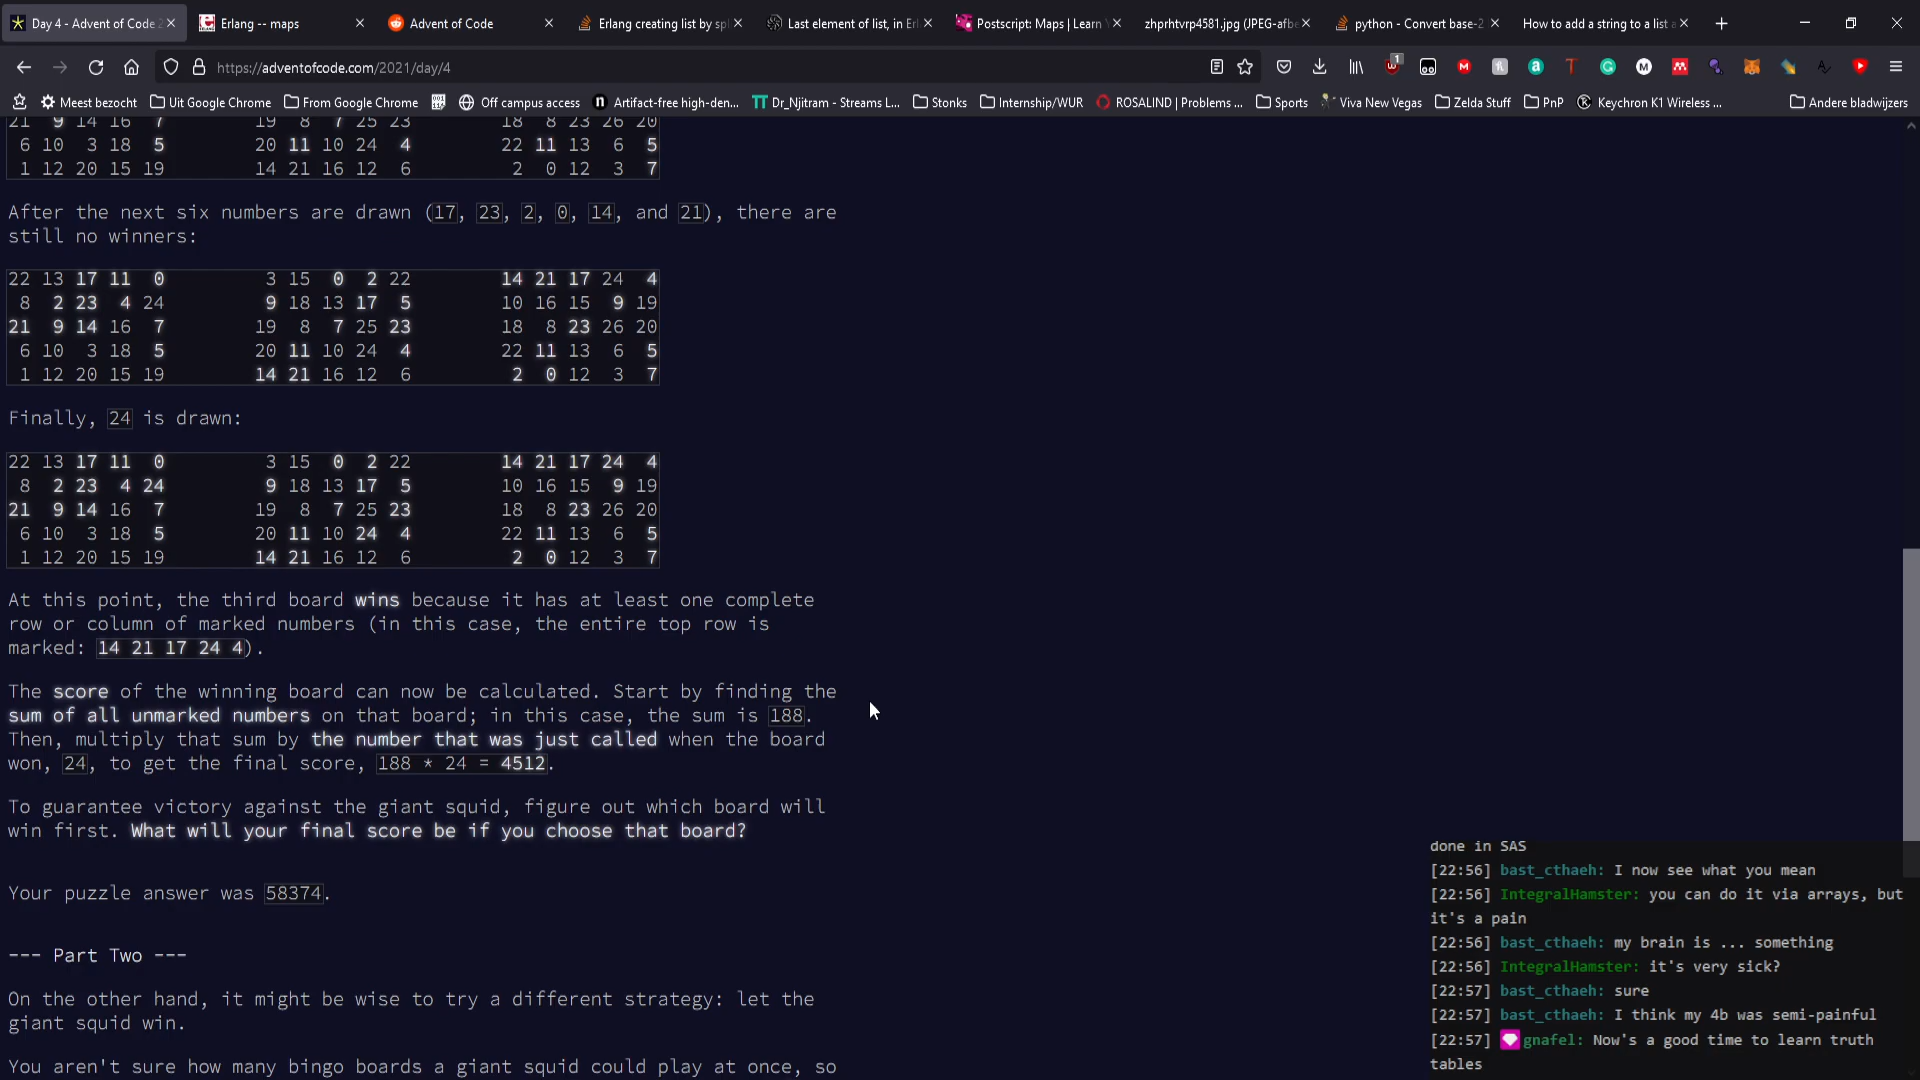 Day 4 - Advent of Code 2
Erlang -- maps
Advent of Code
Erlang creating list by sp
Last element of list, in Er
Postscript: Maps | Learn
zhprhtvrp4581.jpg (JPEG-afbe
python - Convert base-2
How to add a string to a list a
https://adventofcode.com/2021/day/4
1
Meest bezocht
Uit Google Chrome
From Google Chrome
Off campus access
Artifact-free high-den...
Dr_Njitram - Streams L...
Stonks
Internship/WUR
ROSALIND | Problems ...
Sports
Viva New Vegas
Zelda Stuff
PnP
Keychron K1 Wireless ...
Andere bladwijzers
21 9 14 16 7 19 8 7 25 23 18 8 23 26 20
6 10 3 18 5 20 11 10 24 4 22 11 13 6 5
1 12 20 15 19 14 21 16 12 6 2 0 12 3 7
After the next six numbers are drawn (17, 23, 2, 0, 14, and 21), there are
still no winners:
22 13 17 11 0 3 15 0 2 22 14 21 17 24 4
8 2 23 4 24 9 18 13 17 5 10 16 15 9 19
21 9 14 16 7 19 8 7 25 23 18 8 23 26 20
6 10 3 18 5 20 11 10 24 4 22 11 13 6 5
1 12 20 15 19 14 21 16 12 6 2 0 12 3 7
Finally, 24 is drawn:
22 13 17 11 0 3 15 0 2 22 14 21 17 24 4
8 2 23 4 24 9 18 13 17 5 10 16 15 9 19
21 9 14 16 7 19 8 7 25 23 18 8 23 26 20
6 10 3 18 5 20 11 10 24 4 22 11 13 6 5
1 12 20 15 19 14 21 16 12 6 2 0 12 3 7
At this point, the third board wins because it has at least one complete
row or column of marked numbers (in this case, the entire top row is
marked: 14 21 17 24 4).
The score of the winning board can now be calculated. Start by finding the
sum of all unmarked numbers on that board; in this case, the sum is 188.
Then, multiply that sum by the number that was just called when the board
won, 24, to get the final score, 188 * 24 = 4512.
To guarantee victory against the giant squid, figure out which board will
win first. What will your final score be if you choose that board?
Your puzzle answer was 58374.
--- Part Two ---
On the other hand, it might be wise to try a different strategy: let the
giant squid win.
You aren't sure how many bingo boards a giant squid could play at once, so
done in SAS
[22:56] bast_cthaeh: I now see what you mean
[22:56] IntegralHamster: you can do it via arrays, but
it's a pain
[22:56] bast_cthaeh: my brain is ... something
[22:56] IntegralHamster: it's very sick?
[22:57] bast_cthaeh: sure
[22:57] bast_cthaeh: I think my 4b was semi-painful
[22:57] gnafel: Now's a good time to learn truth
tables